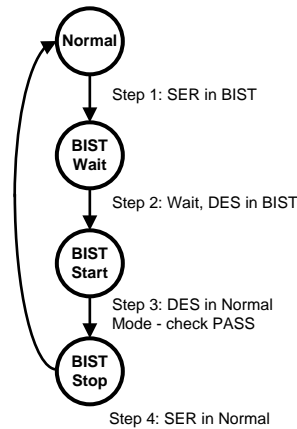 Normal
Step 1: SER in BIST
BIST
Wait
Step 2: Wait, DES in BIST
BIST
Start
Step 3: DES in Normal
Mode - check PASS
BIST
Stop
Step 4: SER in Normal